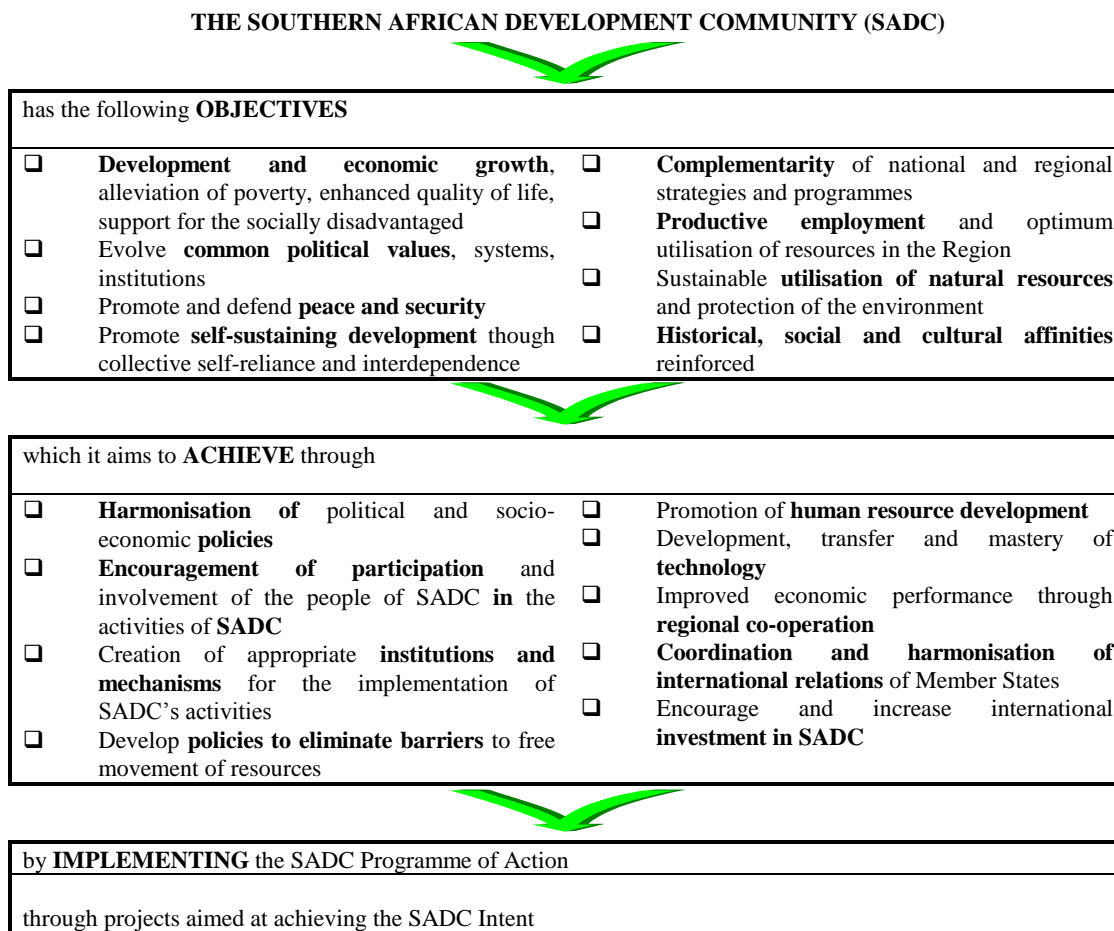 THE SOUTHERN AFRICAN DEVELOPMENT COMMUNITY (SADC)
has the following OBJECTIVES
❑ Development and economic growth,
alleviation of poverty, enhanced quality of life,
support for the socially disadvantaged
❑ Evolve common political values, systems,
institutions
❑ Promote and defend peace and security
❑ Promote self-sustaining development though
collective self-reliance and interdependence
❑ Complementarity of national and regional
strategies and programmes
❑ Productive employment and optimum
utilisation of resources in the Region
❑ Sustainable utilisation of natural resources
and protection of the environment
❑ Historical, social and cultural affinities
reinforced
which it aims to ACHIEVE through
❑ Harmonisation of political and socio-
economic policies
❑ Encouragement of participation and
involvement of the people of SADC in the
activities of SADC
❑ Creation of appropriate institutions and
mechanisms for the implementation of
SADC’s activities
❑ Develop policies to eliminate barriers to free
movement of resources
❑ Promotion of human resource development
❑ Development, transfer and mastery of
technology
❑ Improved economic performance through
regional co-operation
❑ Coordination and harmonisation of
international relations of Member States
❑ Encourage and increase international
investment in SADC
by IMPLEMENTING the SADC Programme of Action
through projects aimed at achieving the SADC Intent